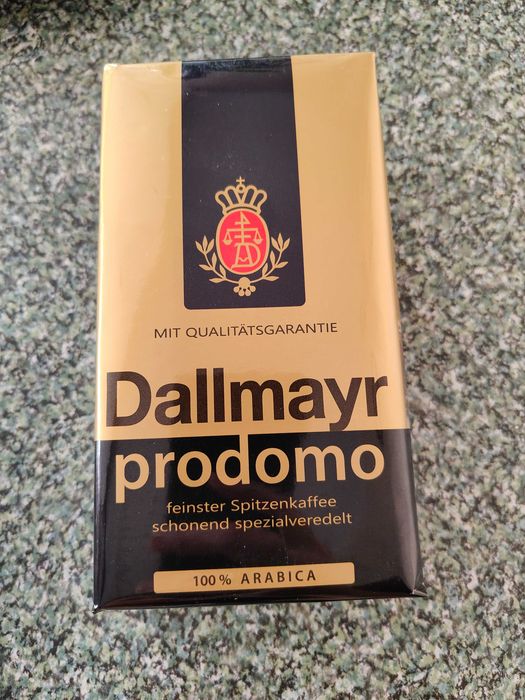 MIT QUALITÄTSGARANTIE
Dallmayr
prodomo
feinster Spitzenkaffee
schonend spezialveredelt
100% ARABICA